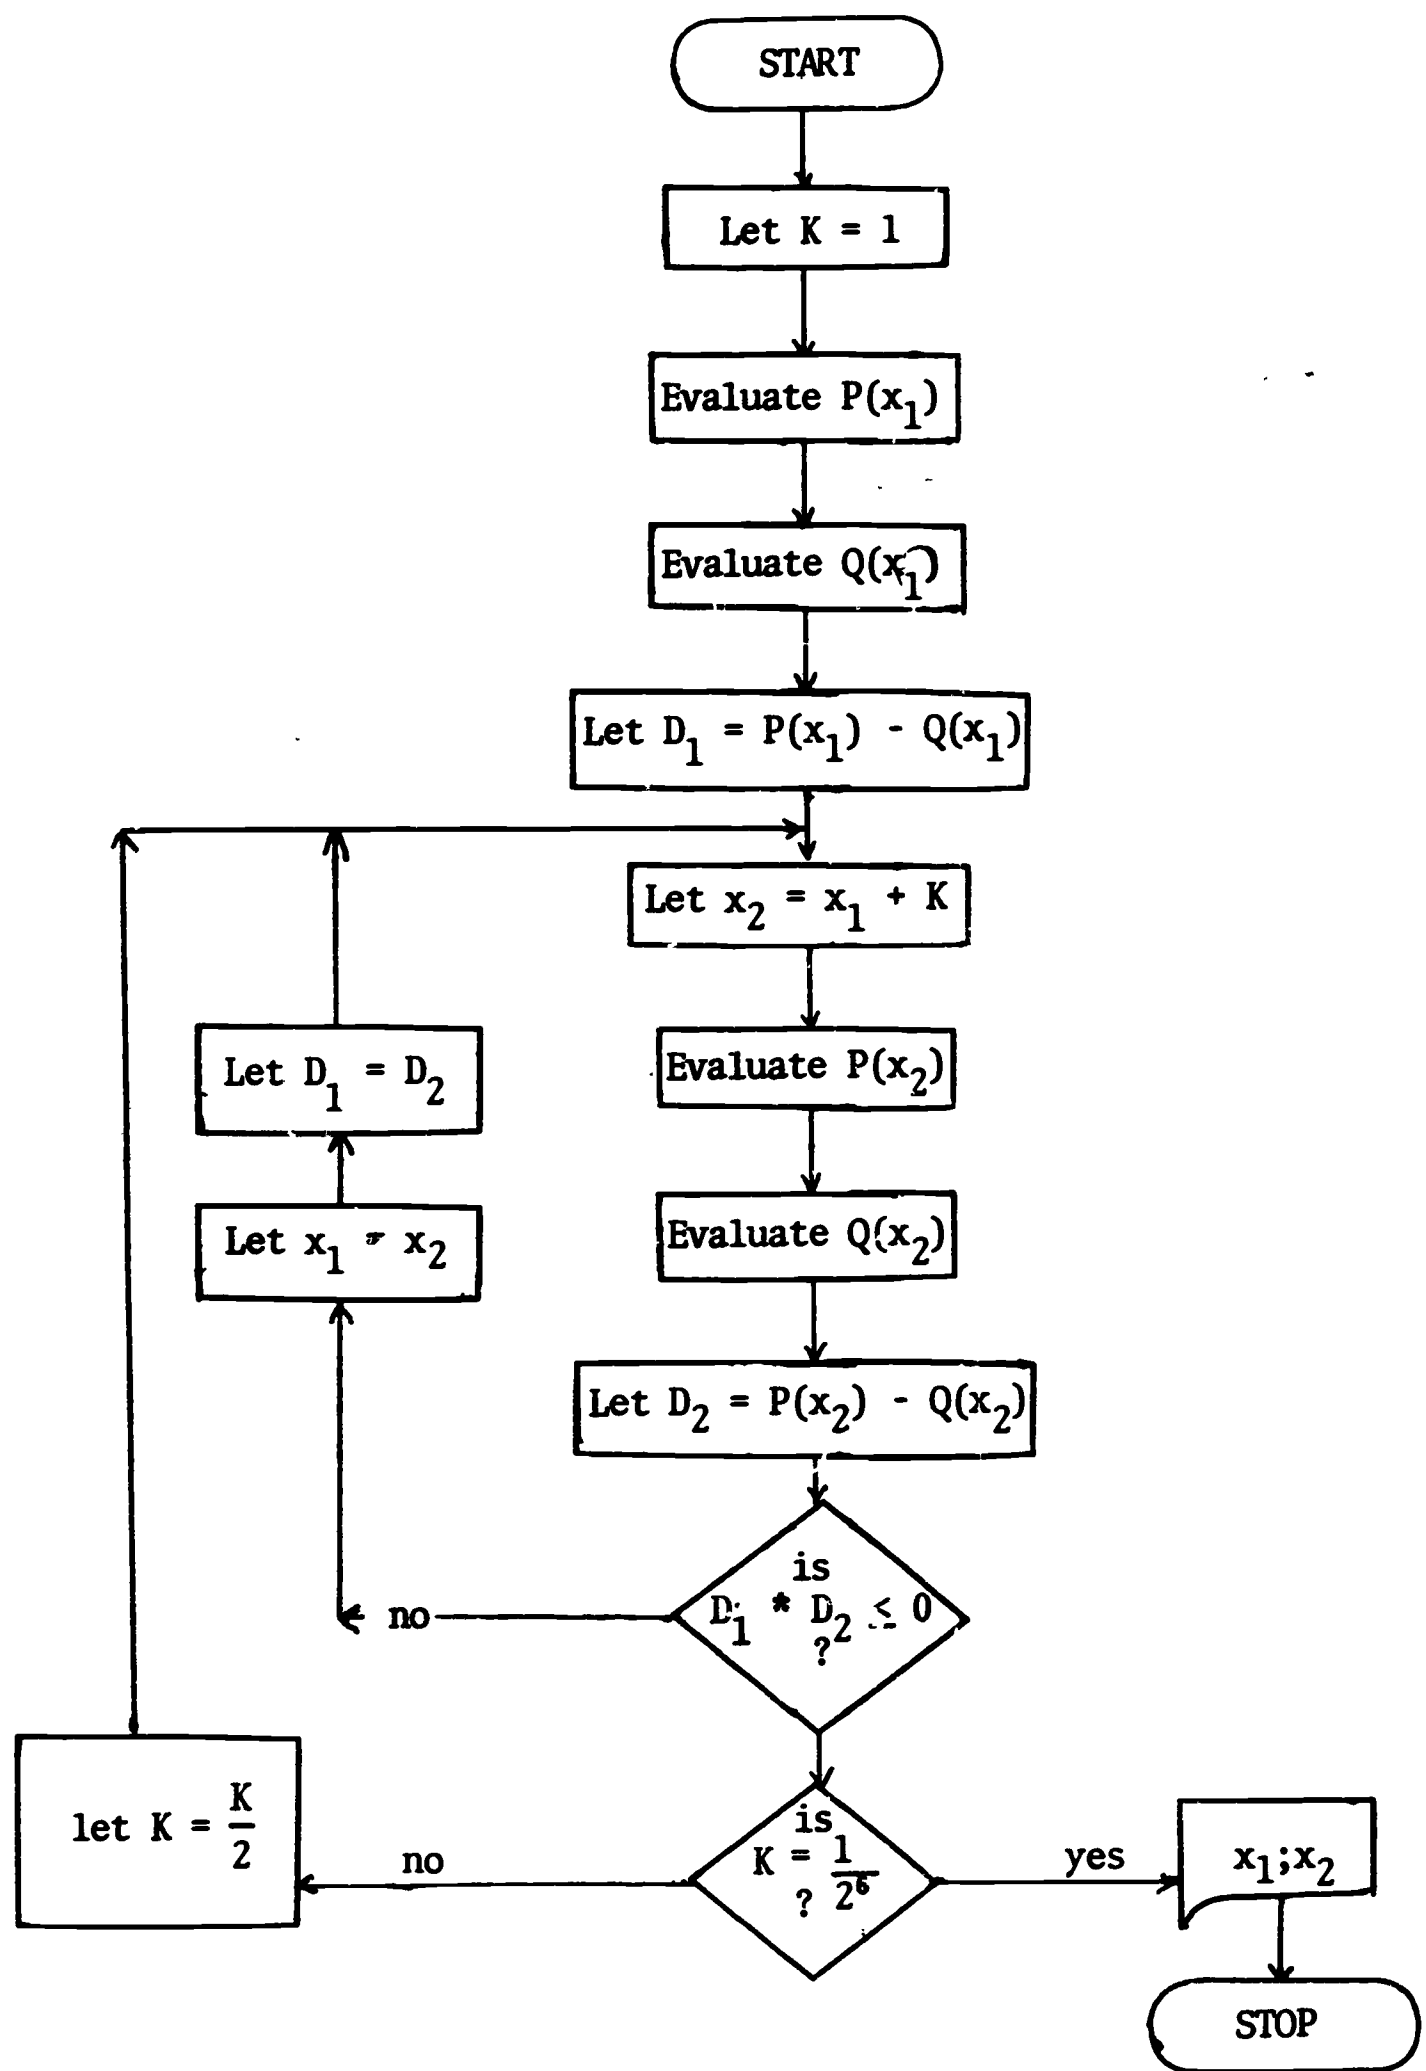 START
Let K = 1
Evaluate P(x₁)
Evaluate Q(x₁)
Let D₁ = P(x₁) - Q(x₁)
Let x₂ = x₁ + K
Evaluate P(x₂)
Let D₁ = D₂
Evaluate Q(x₂)
Let x₁ = x₂
Let D₂ = P(x₂) - Q(x₂)
is
D₁ * D₂ ≤ 0
?
no
is
K = 1/2⁶
?
no
let K = K/2
yes
x₁;x₂
STOP